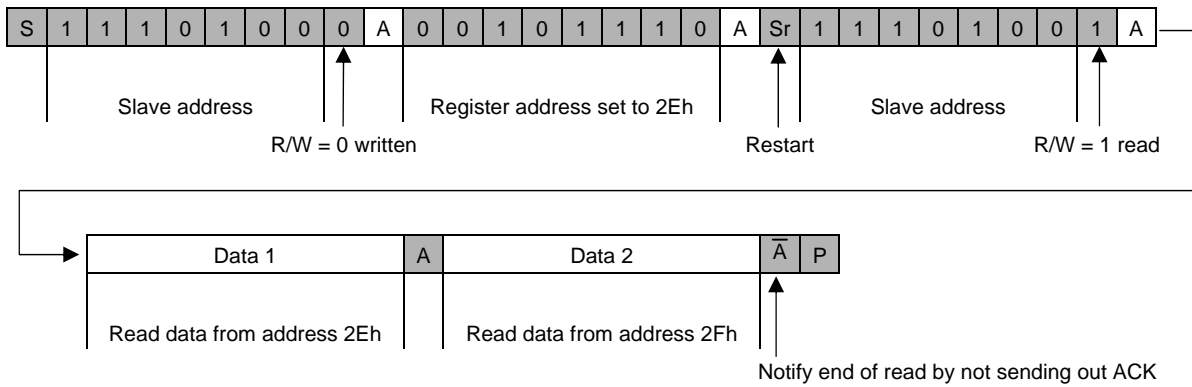 S 1 1 1 0 1 0 0 0 A 0 0 1 0 1 1 1 0 A Sr 1 1 1 0 1 0 0 1 A
Slave address Register address set to 2Eh Slave address
R/W = 0 written Restart R/W = 1 read
Data 1 A Data 2 A̅ P
Read data from address 2Eh Read data from address 2Fh
Notify end of read by not sending out ACK